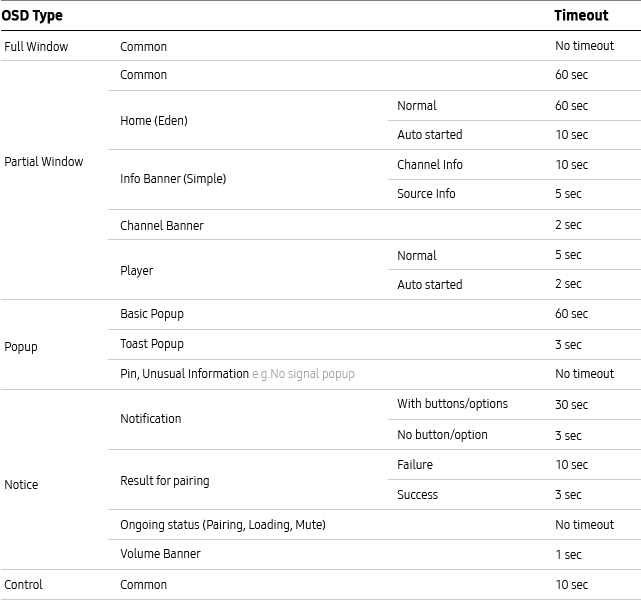 OSD Type Timeout
Full Window Common No timeout
Common 60 sec
Home (Eden) Normal 60 sec
Auto started 10 sec
Partial Window
Info Banner (Simple) Channel Info 10 sec
Source Info 5 sec
Channel Banner 2 sec
Player Normal 5 sec
Auto started 2 sec
Basic Popup 60 sec
Popup Toast Popup 3 sec
Pin, Unusual Information e.g.No signal popup No timeout
Notification With buttons/options 30 sec
No button/option 3 sec
Notice Result for pairing Failure 10 sec
Success 3 sec
Ongoing status (Pairing, Loading, Mute) No timeout
Volume Banner 1 sec
Control Common 10 sec